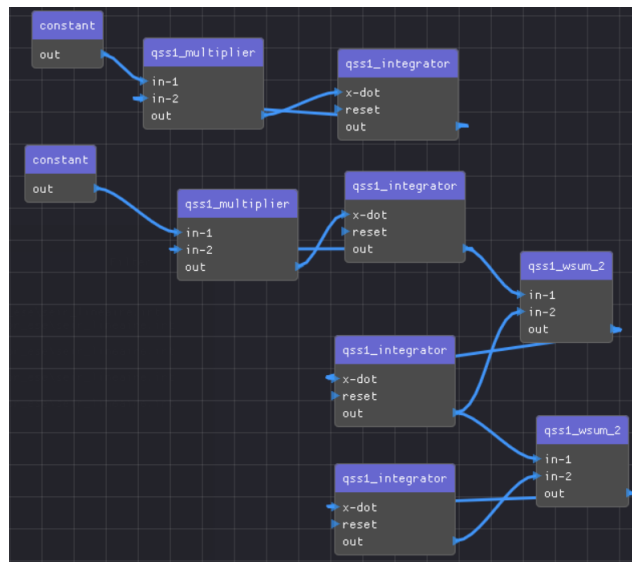 constant
out
qss1_multiplier
in-1
in-2
out
qss1_integrator
x-dot
reset
out
constant
out
qss1_multiplier
in-1
in-2
out
qss1_integrator
x-dot
reset
out
qss1_wsum_2
in-1
in-2
out
qss1_integrator
x-dot
reset
out
qss1_wsum_2
in-1
in-2
out
qss1_integrator
x-dot
reset
out